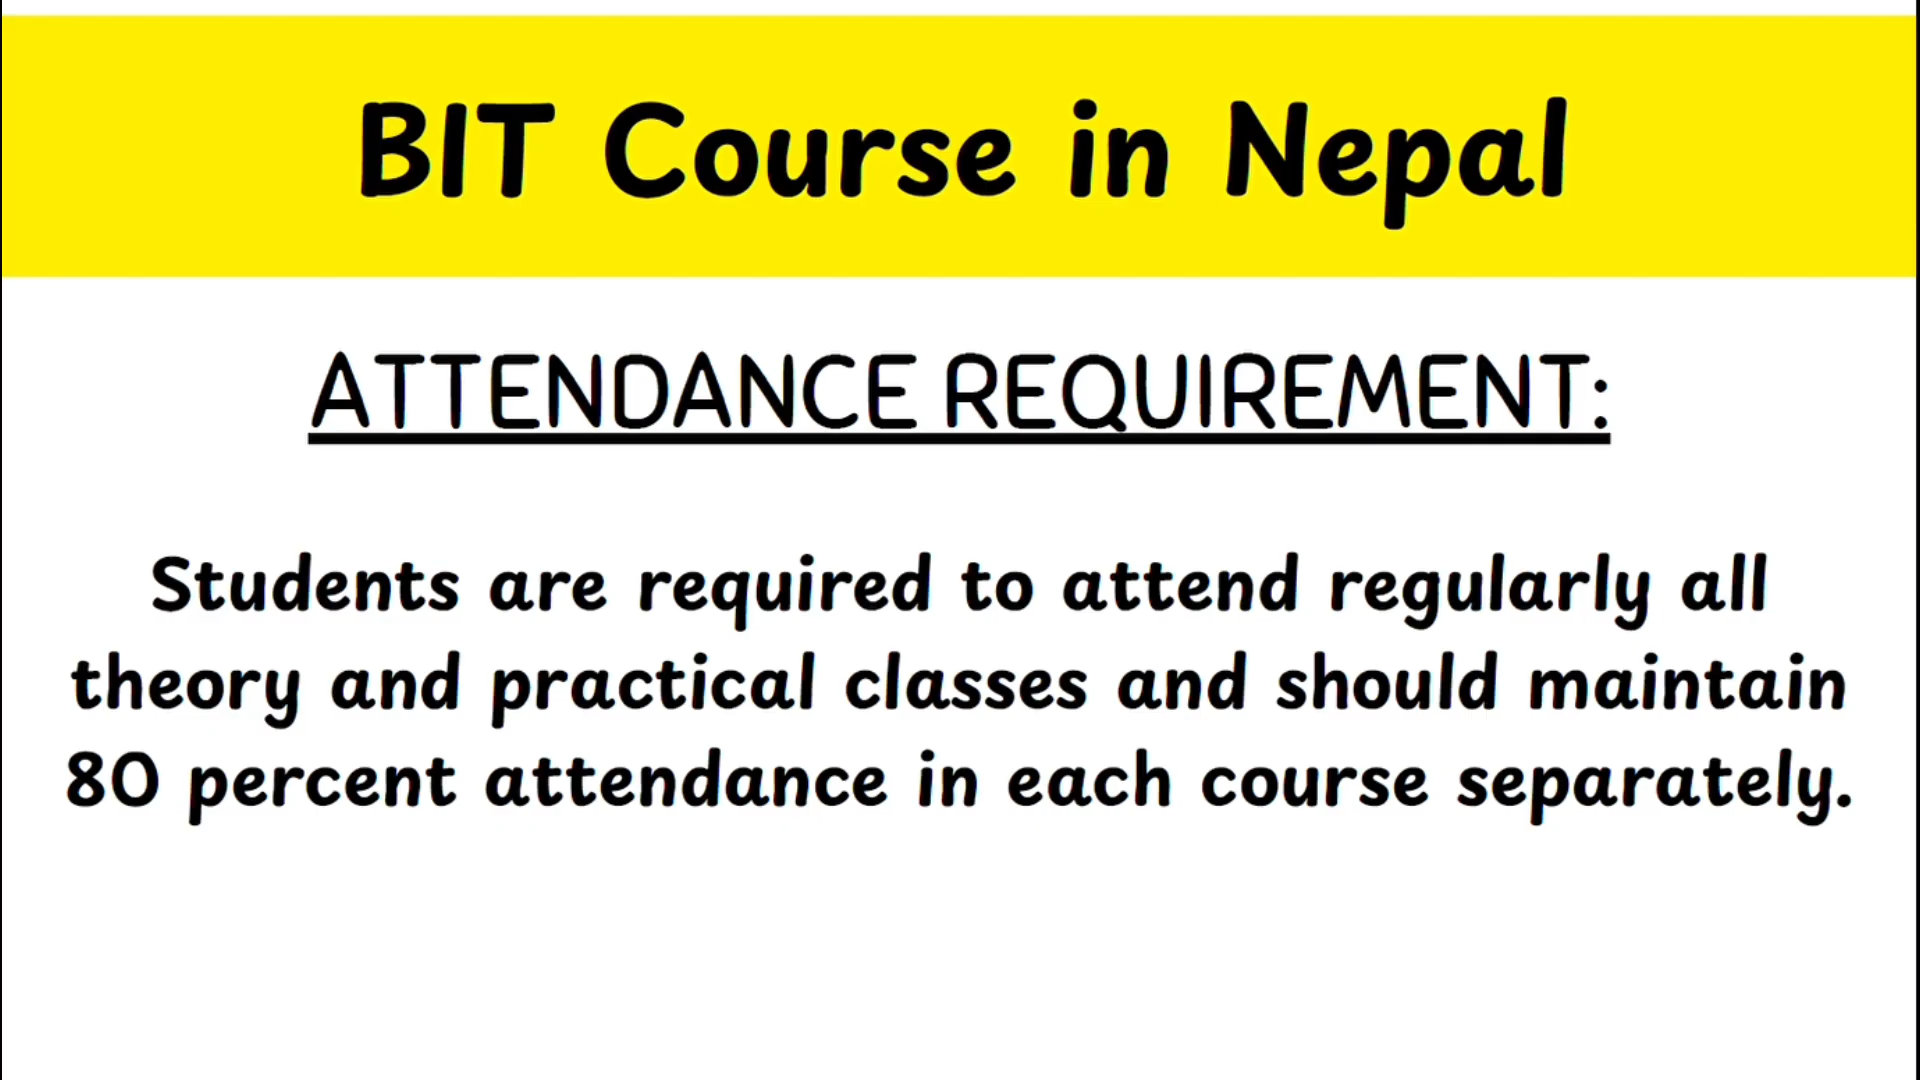 BIT Course in Nepal
ATTENDANCE REQUIREMENT:
Students are required to attend regularly all
theory and practical classes and should maintain
80 percent attendance in each course separately.